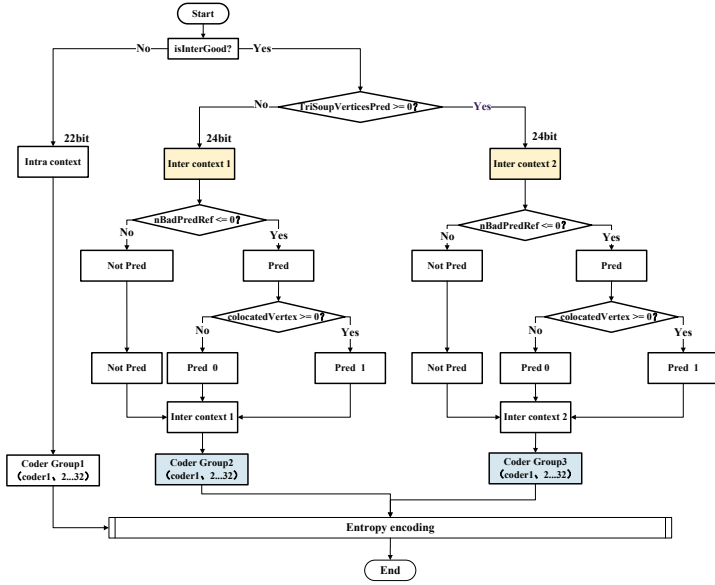 Start
isInterGood?
No
Yes
TriSoupVerticesPred >= 0?
No
Yes
22bit
24bit
24bit
Intra context
Inter context 1
Inter context 2
nBadPredRef <= 0?
nBadPredRef <= 0?
No
Yes
No
Yes
Not Pred
Pred
Not Pred
Pred
colocatedVertex >= 0?
colocatedVertex >= 0?
No
Yes
No
Yes
Not Pred
Pred 0
Pred 1
Not Pred
Pred 0
Pred 1
Inter context 1
Inter context 2
Coder Group1
（coder1、2...32）
Coder Group2
（coder1、2...32）
Coder Group3
（coder1、2...32）
Entropy encoding
End